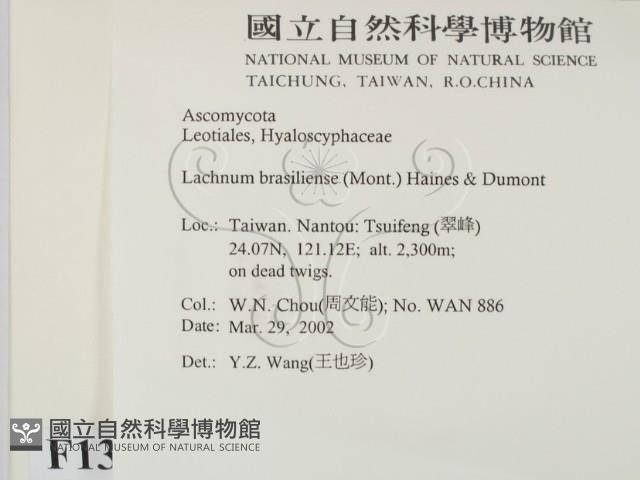 國立自然科學博物館
NATIONAL MUSEUM OF NATURAL SCIENCE
TAICHUNG, TAIWAN, R.O.CHINA
Ascomycota
Leotiales, Hyaloscyphaceae
Lachnum brasiliense (Mont.) Haines & Dumont
Loc.: Taiwan. Nantou: Tsuifeng (翠峰)
24.07N, 121.12E; alt. 2,300m;
on dead twigs.
Col.: W.N. Chou(周文能); No. WAN 886
Date: Mar. 29, 2002
Det.: Y.Z. Wang(王也珍)
國立自然科學博物館
NATIONAL MUSEUM OF NATURAL SCIENCE
F13